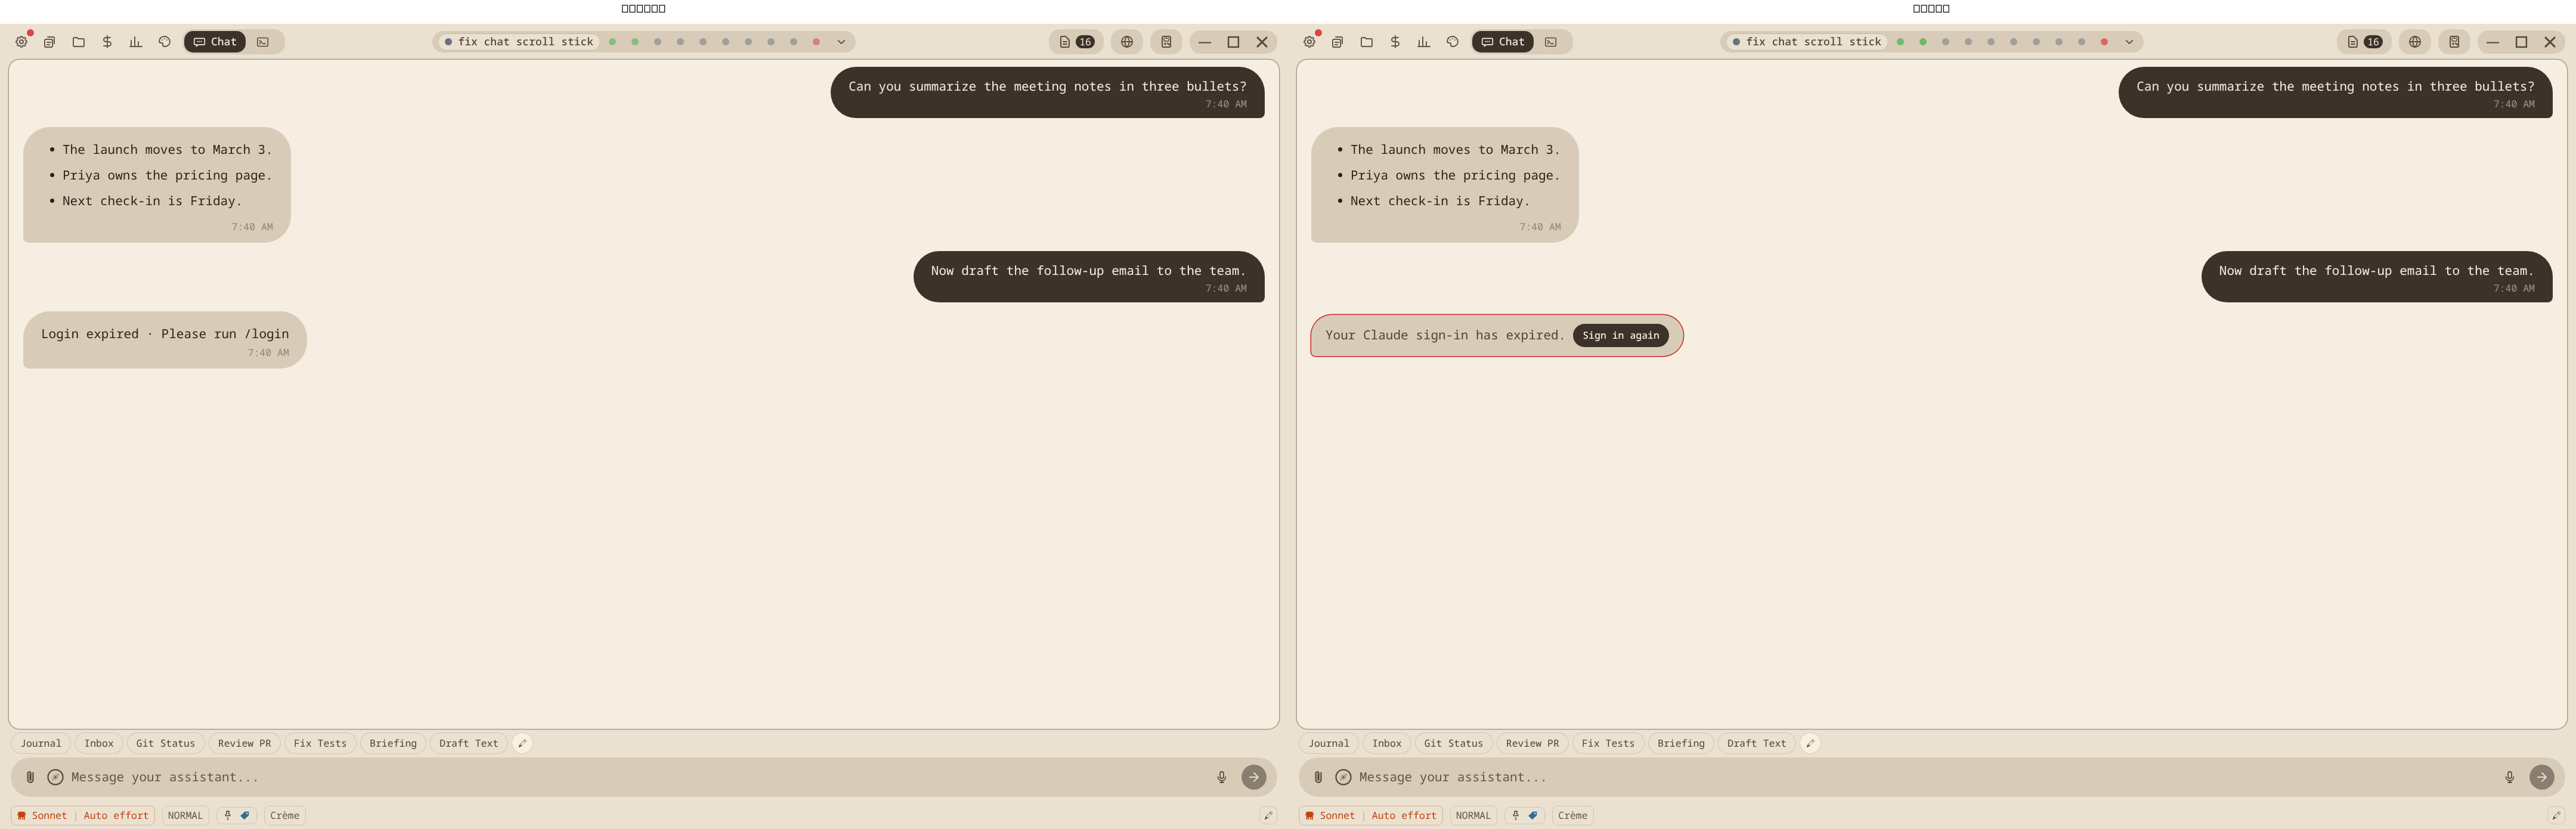 Chat
fix chat scroll stick
16
Can you summarize the meeting notes in three bullets?
7:40 AM
• The launch moves to March 3.
• Priya owns the pricing page.
• Next check-in is Friday.
7:40 AM
Now draft the follow-up email to the team.
7:40 AM
Login expired · Please run /login
7:40 AM
Journal
Inbox
Git Status
Review PR
Fix Tests
Briefing
Draft Text
Message your assistant...
Sonnet | Auto effort
NORMAL
Crème
Chat
fix chat scroll stick
16
Can you summarize the meeting notes in three bullets?
7:40 AM
• The launch moves to March 3.
• Priya owns the pricing page.
• Next check-in is Friday.
7:40 AM
Now draft the follow-up email to the team.
7:40 AM
Your Claude sign-in has expired.
Sign in again
Journal
Inbox
Git Status
Review PR
Fix Tests
Briefing
Draft Text
Message your assistant...
Sonnet | Auto effort
NORMAL
Crème